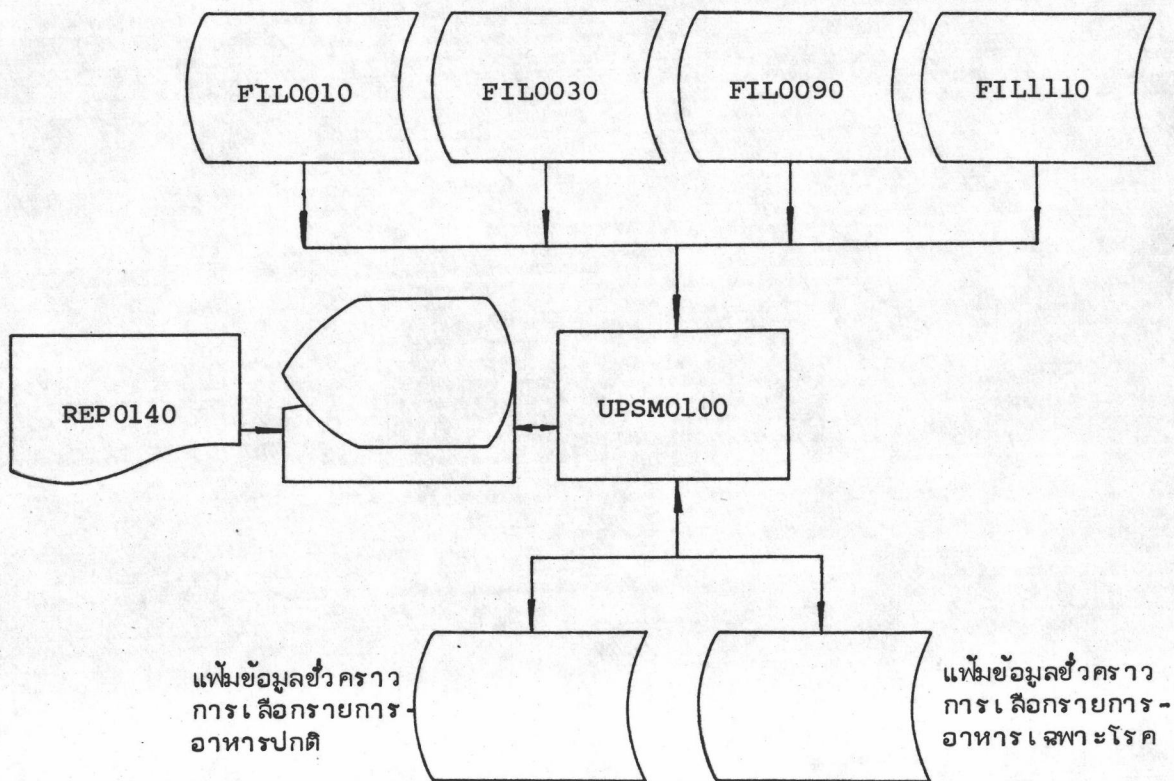 FIL0010
FIL0030
FIL0090
FIL1110
REP0140
UPSM0100
แฟ้มข้อมูลชั่วคราว
การเลือกรายการ-
อาหารปกติ
แฟ้มข้อมูลชั่วคราว
การเลือกรายการ-
อาหารเฉพาะโรค